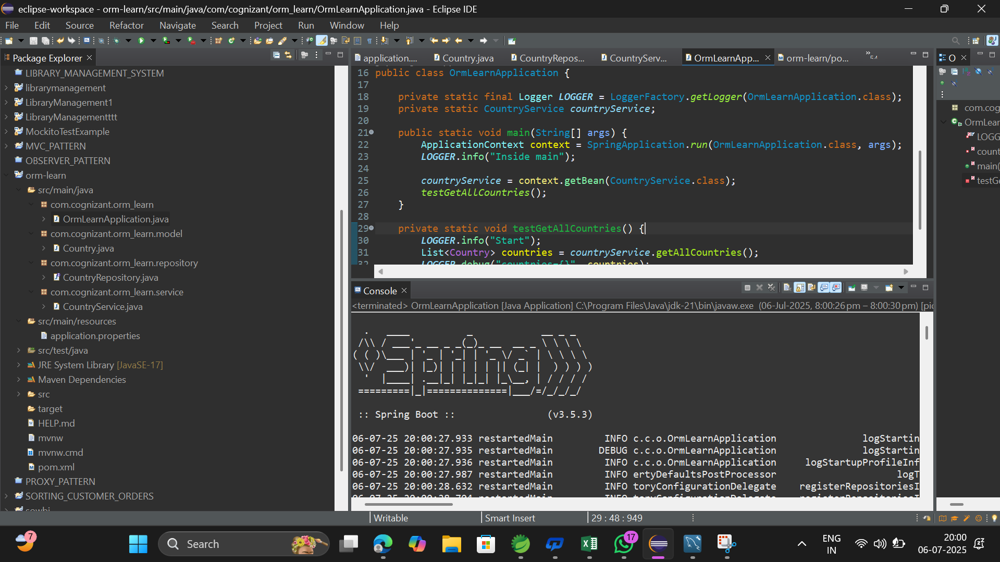 eclipse-workspace - orm-learn/src/main/java/com/cognizant/orm_learn/OrmLearnApplication.java - Eclipse IDE
File Edit Source Refactor Navigate Search Project Run Window Help
Package Explorer
LIBRARY_MANAGEMENT_SYSTEM
librarymanagement
LibraryManagement1
LibraryManagementttt
MockitoTestExample
MVC_PATTERN
OBSERVER_PATTERN
orm-learn
src/main/java
com.cognizant.orm_learn
OrmLearnApplication.java
com.cognizant.orm_learn.model
Country.java
com.cognizant.orm_learn.repository
CountryRepository.java
com.cognizant.orm_learn.service
CountryService.java
src/main/resources
application.properties
src/test/java
JRE System Library [JavaSE-17]
Maven Dependencies
src
target
HELP.md
mvnw
mvnw.cmd
pom.xml
PROXY_PATTERN
SORTING_CUSTOMER_ORDERS
application.... Country.java CountryRepos... CountryServ... OrmLearnApp... orm-learn/po... »54
16 public class OrmLearnApplication {
17
18 private static final Logger LOGGER = LoggerFactory.getLogger(OrmLearnApplication.class);
19 private static CountryService countryService;
20
21 public static void main(String[] args) {
22 ApplicationContext context = SpringApplication.run(OrmLearnApplication.class, args);
23 LOGGER.info("Inside main");
24
25 countryService = context.getBean(CountryService.class);
26 testGetAllCountries();
27 }
28
29 private static void testGetAllCountries() {
30 LOGGER.info("Start");
31 List<Country> countries = countryService.getAllCountries();
32 LOGGER.debug("countries={}", countries);
O
com.cog
OrmLear
LOGG
count
main(
testGe
Console
<terminated> OrmLearnApplication [Java Application] C:\Program Files\Java\jdk-21\bin\javaw.exe (06-Jul-2025, 8:00:26 pm – 8:00:30 pm) [pic
Spring
:: Spring Boot :: (v3.5.3)
06-07-25 20:00:27.933 restartedMain INFO c.c.o.OrmLearnApplication logStartin
06-07-25 20:00:27.935 restartedMain DEBUG c.c.o.OrmLearnApplication logStartin
06-07-25 20:00:27.936 restartedMain INFO c.c.o.OrmLearnApplication logStartupProfileInf
06-07-25 20:00:27.987 restartedMain INFO ertyDefaultsPostProcessor logT
06-07-25 20:00:28.632 restartedMain INFO toryConfigurationDelegate registerRepositoriesI
Writable Smart Insert 29 : 48 : 949
7 Search 17 ENG IN 20:00 06-07-2025